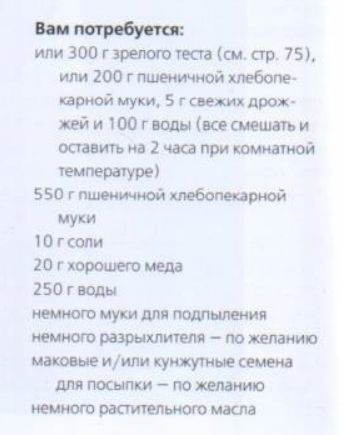 Вам потребуется:
или 300 г зрелого теста (см. стр. 75),
или 200 г пшеничной хлебопе-
карной муки, 5 г свежих дрож-
жей и 100 г воды (все смешать и
оставить на 2 часа при комнатной
температуре)
550 г пшеничной хлебопекарной
муки
10 г соли
20 г хорошего меда
250 г воды
немного муки для подпыления
немного разрыхлителя — по желанию
маковые и/или кунжутные семена
для посыпки — по желанию
немного растительного масла